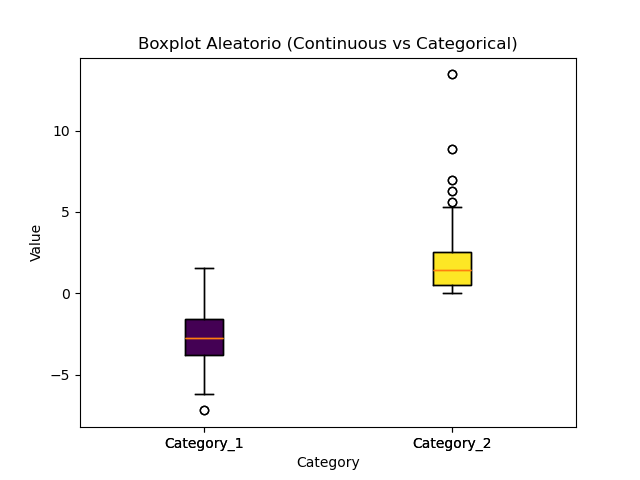 Boxplot Aleatorio (Continuous vs Categorical)
Value
10
5
0
−5
Category_1
Category_2
Category